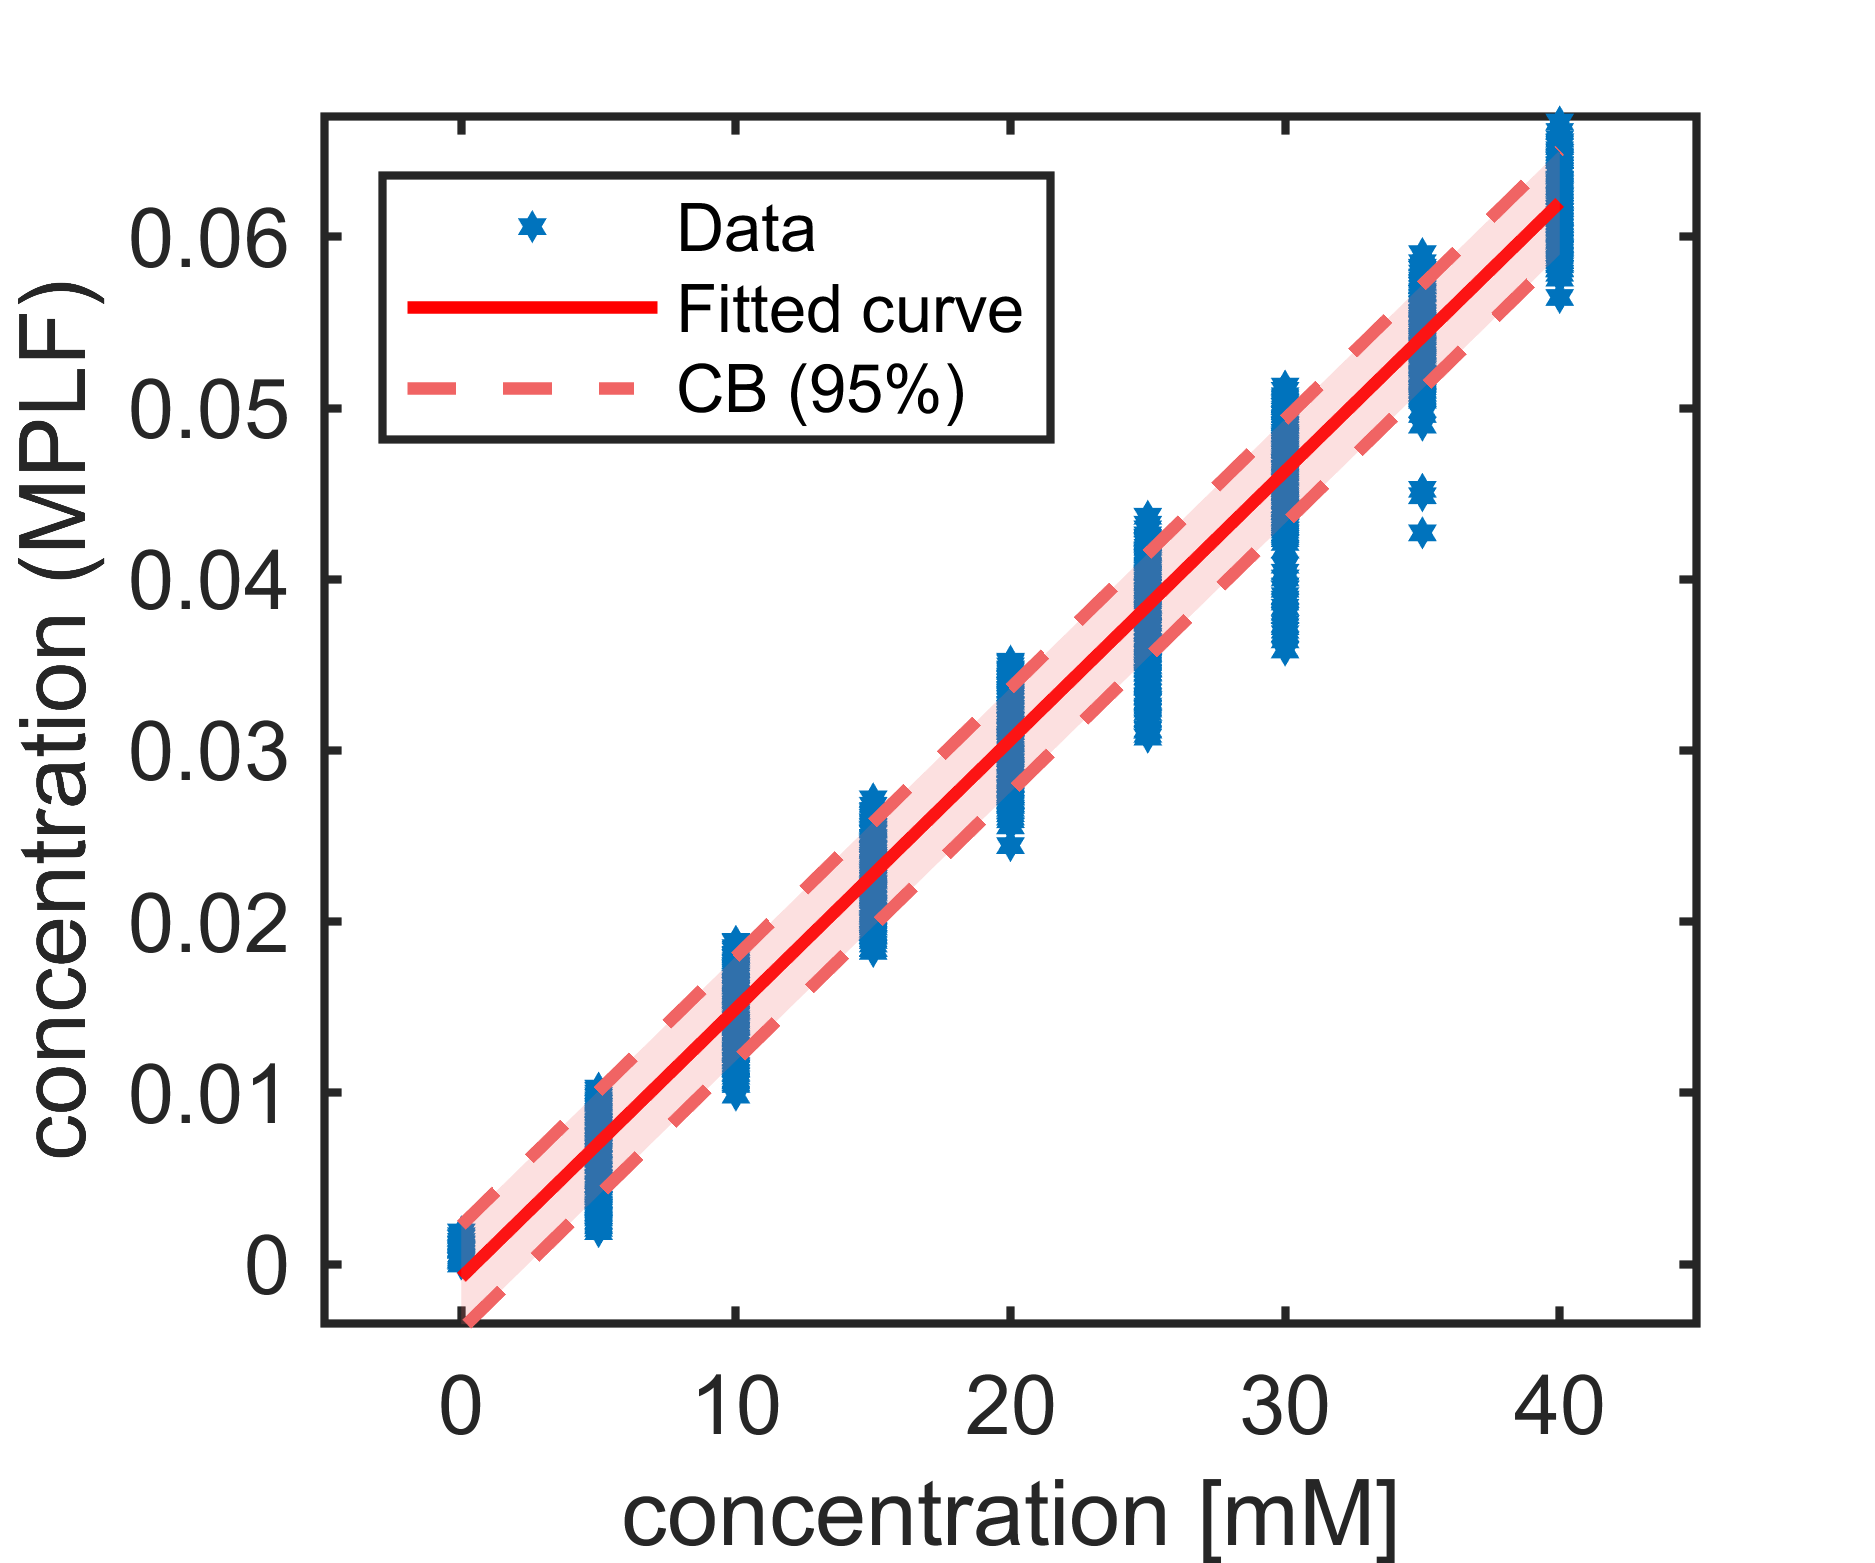 Data
Fitted curve
CB (95%)
concentration (MPLF)
0.06
0.05
0.04
0.03
0.02
0.01
0
0 10 20 30 40
concentration [mM]